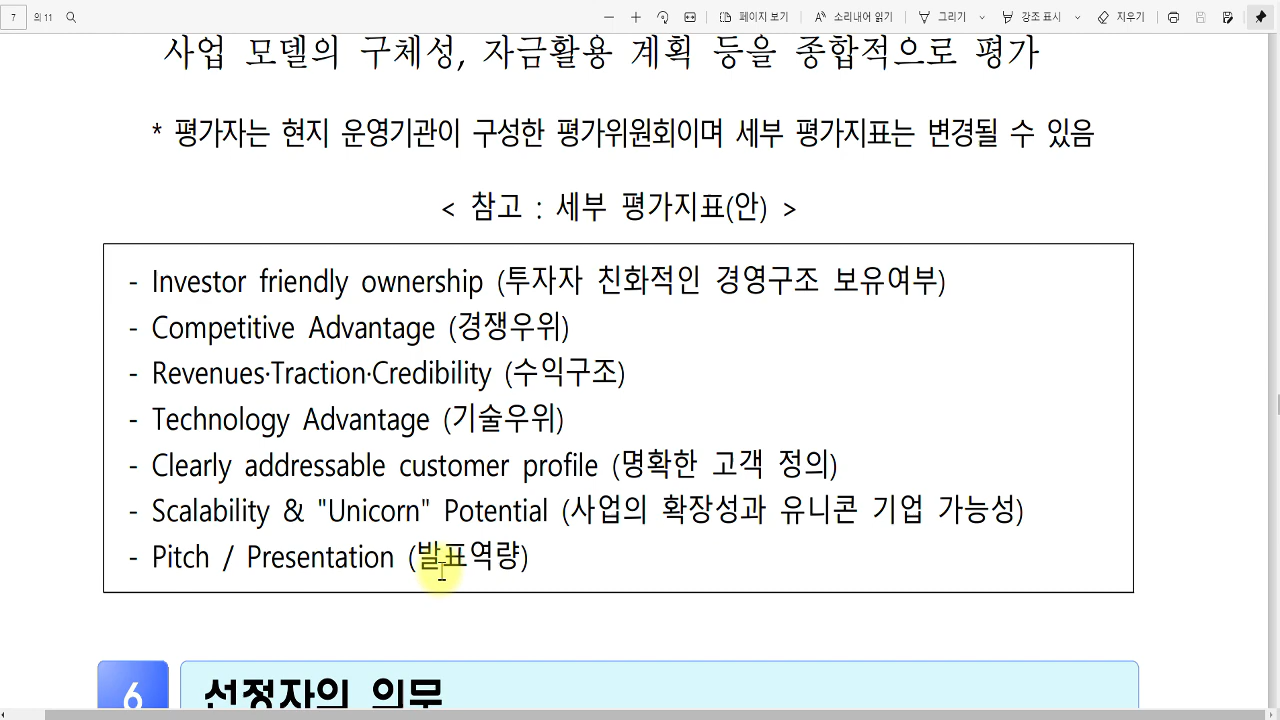 7 의 11 페이지 보기 소리내어 읽기 그리기 강조 표시 지우기
사업 모델의 구체성, 자금활용 계획 등을 종합적으로 평가
* 평가자는 현지 운영기관이 구성한 평가위원회이며 세부 평가지표는 변경될 수 있음
< 참고 : 세부 평가지표(안) >
- Investor friendly ownership (투자자 친화적인 경영구조 보유여부)
- Competitive Advantage (경쟁우위)
- Revenues·Traction·Credibility (수익구조)
- Technology Advantage (기술우위)
- Clearly addressable customer profile (명확한 고객 정의)
- Scalability & "Unicorn" Potential (사업의 확장성과 유니콘 기업 가능성)
- Pitch / Presentation (발표역량)
6 선정자의 의무